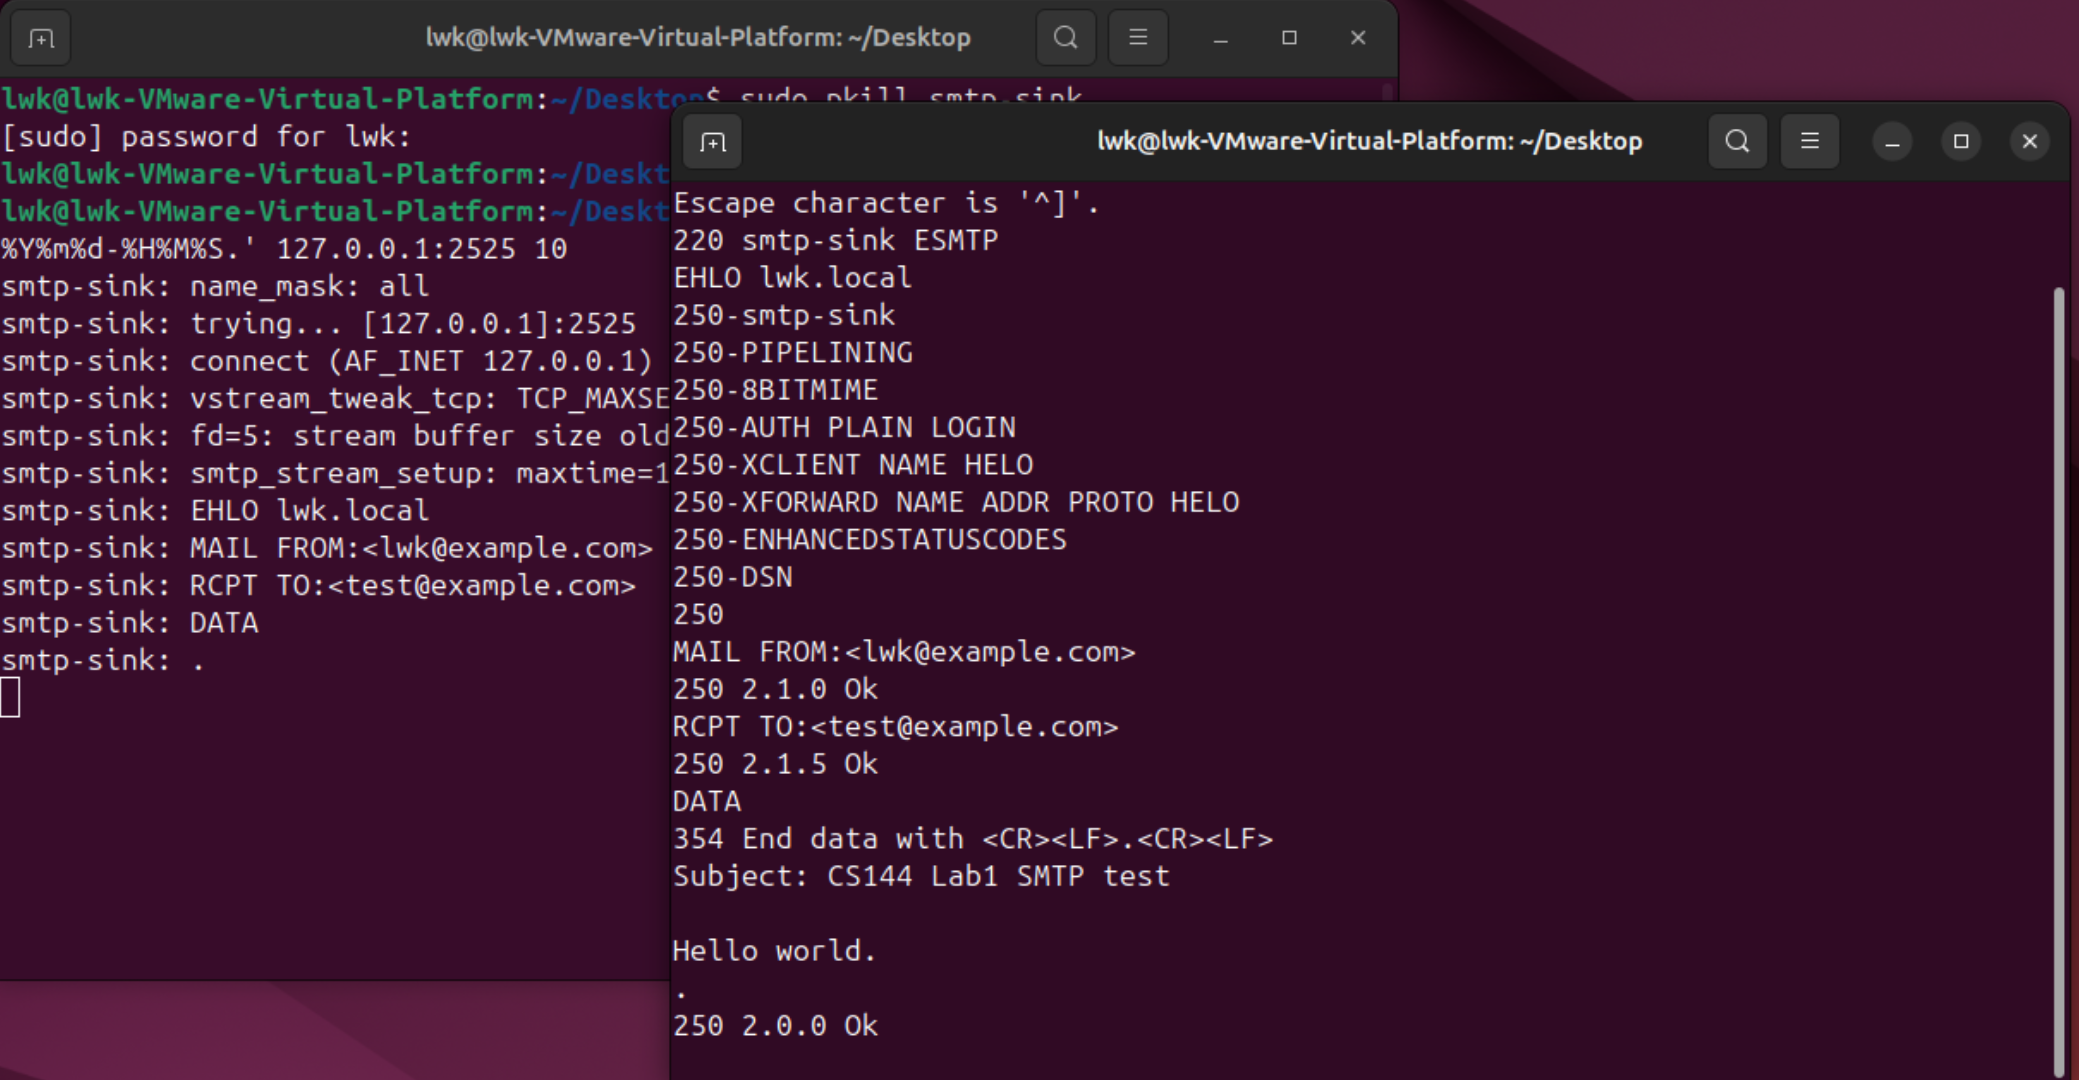 lwk@lwk-VMware-Virtual-Platform: ~/Desktop
lwk@lwk-VMware-Virtual-Platform:~/Desktop$ sudo pkill smtp-sink
[sudo] password for lwk:
lwk@lwk-VMware-Virtual-Platform:~/Deskt
lwk@lwk-VMware-Virtual-Platform:~/Deskt
%Y%m%d-%H%M%S.' 127.0.0.1:2525 10
smtp-sink: name_mask: all
smtp-sink: trying... [127.0.0.1]:2525
smtp-sink: connect (AF_INET 127.0.0.1)
smtp-sink: vstream_tweak_tcp: TCP_MAXSE
smtp-sink: fd=5: stream buffer size old
smtp-sink: smtp_stream_setup: maxtime=1
smtp-sink: EHLO lwk.local
smtp-sink: MAIL FROM:<lwk@example.com>
smtp-sink: RCPT TO:<test@example.com>
smtp-sink: DATA
smtp-sink: .
lwk@lwk-VMware-Virtual-Platform: ~/Desktop
Escape character is '^]'.
220 smtp-sink ESMTP
EHLO lwk.local
250-smtp-sink
250-PIPELINING
250-8BITMIME
250-AUTH PLAIN LOGIN
250-XCLIENT NAME HELO
250-XFORWARD NAME ADDR PROTO HELO
250-ENHANCEDSTATUSCODES
250-DSN
250
MAIL FROM:<lwk@example.com>
250 2.1.0 Ok
RCPT TO:<test@example.com>
250 2.1.5 Ok
DATA
354 End data with <CR><LF>.<CR><LF>
Subject: CS144 Lab1 SMTP test

Hello world.
.
250 2.0.0 Ok